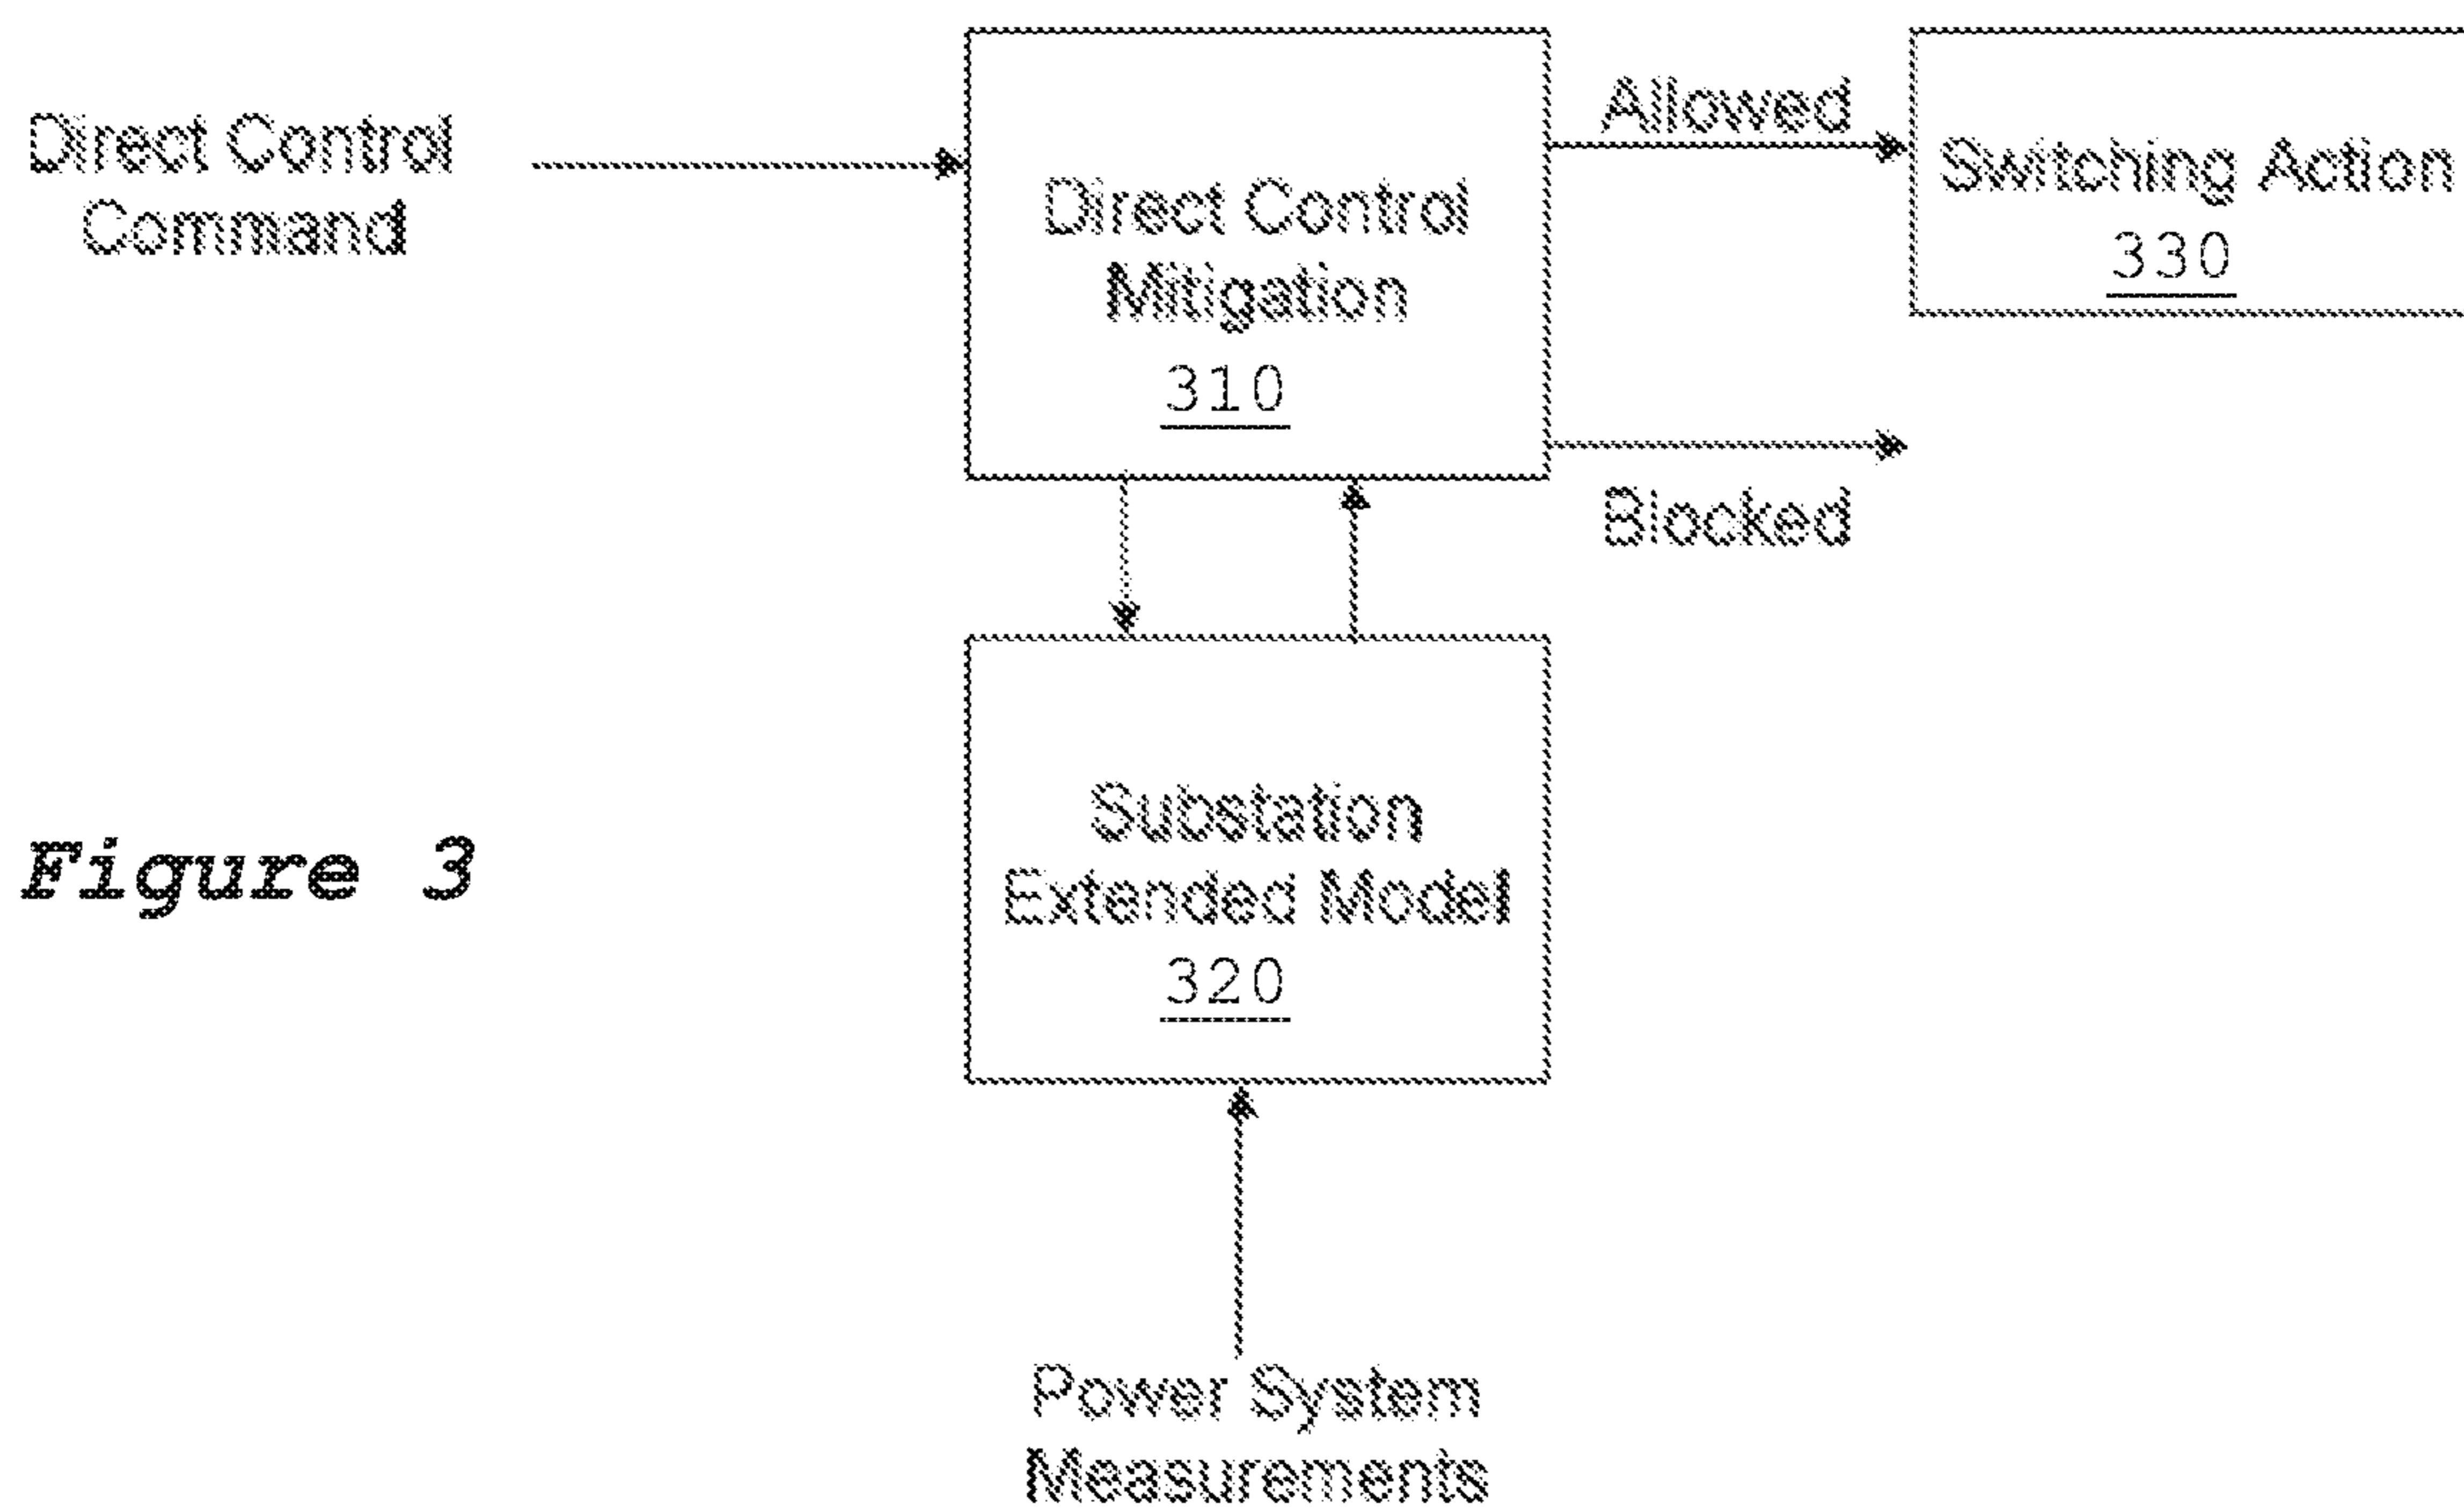 Direct Control
Command
Direct Control
Mitigation
310
Allowed
Switching Action
330
Blocked
Substation
Extended Model
320
Figure 3
Power System
Measurements